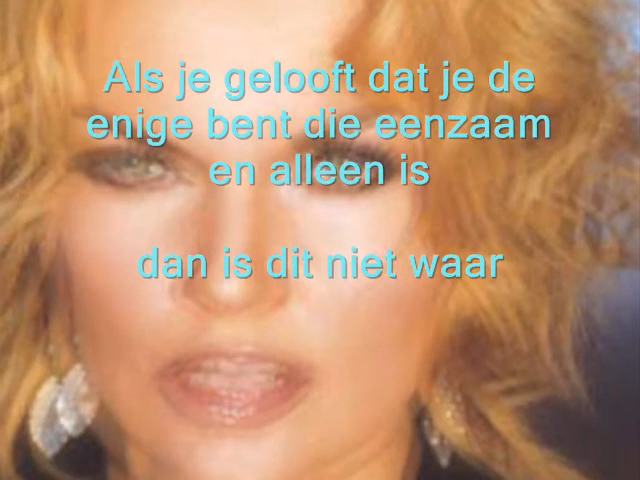 Als je gelooft dat je de
enige bent die eenzaam
en alleen is
dan is dit niet waar